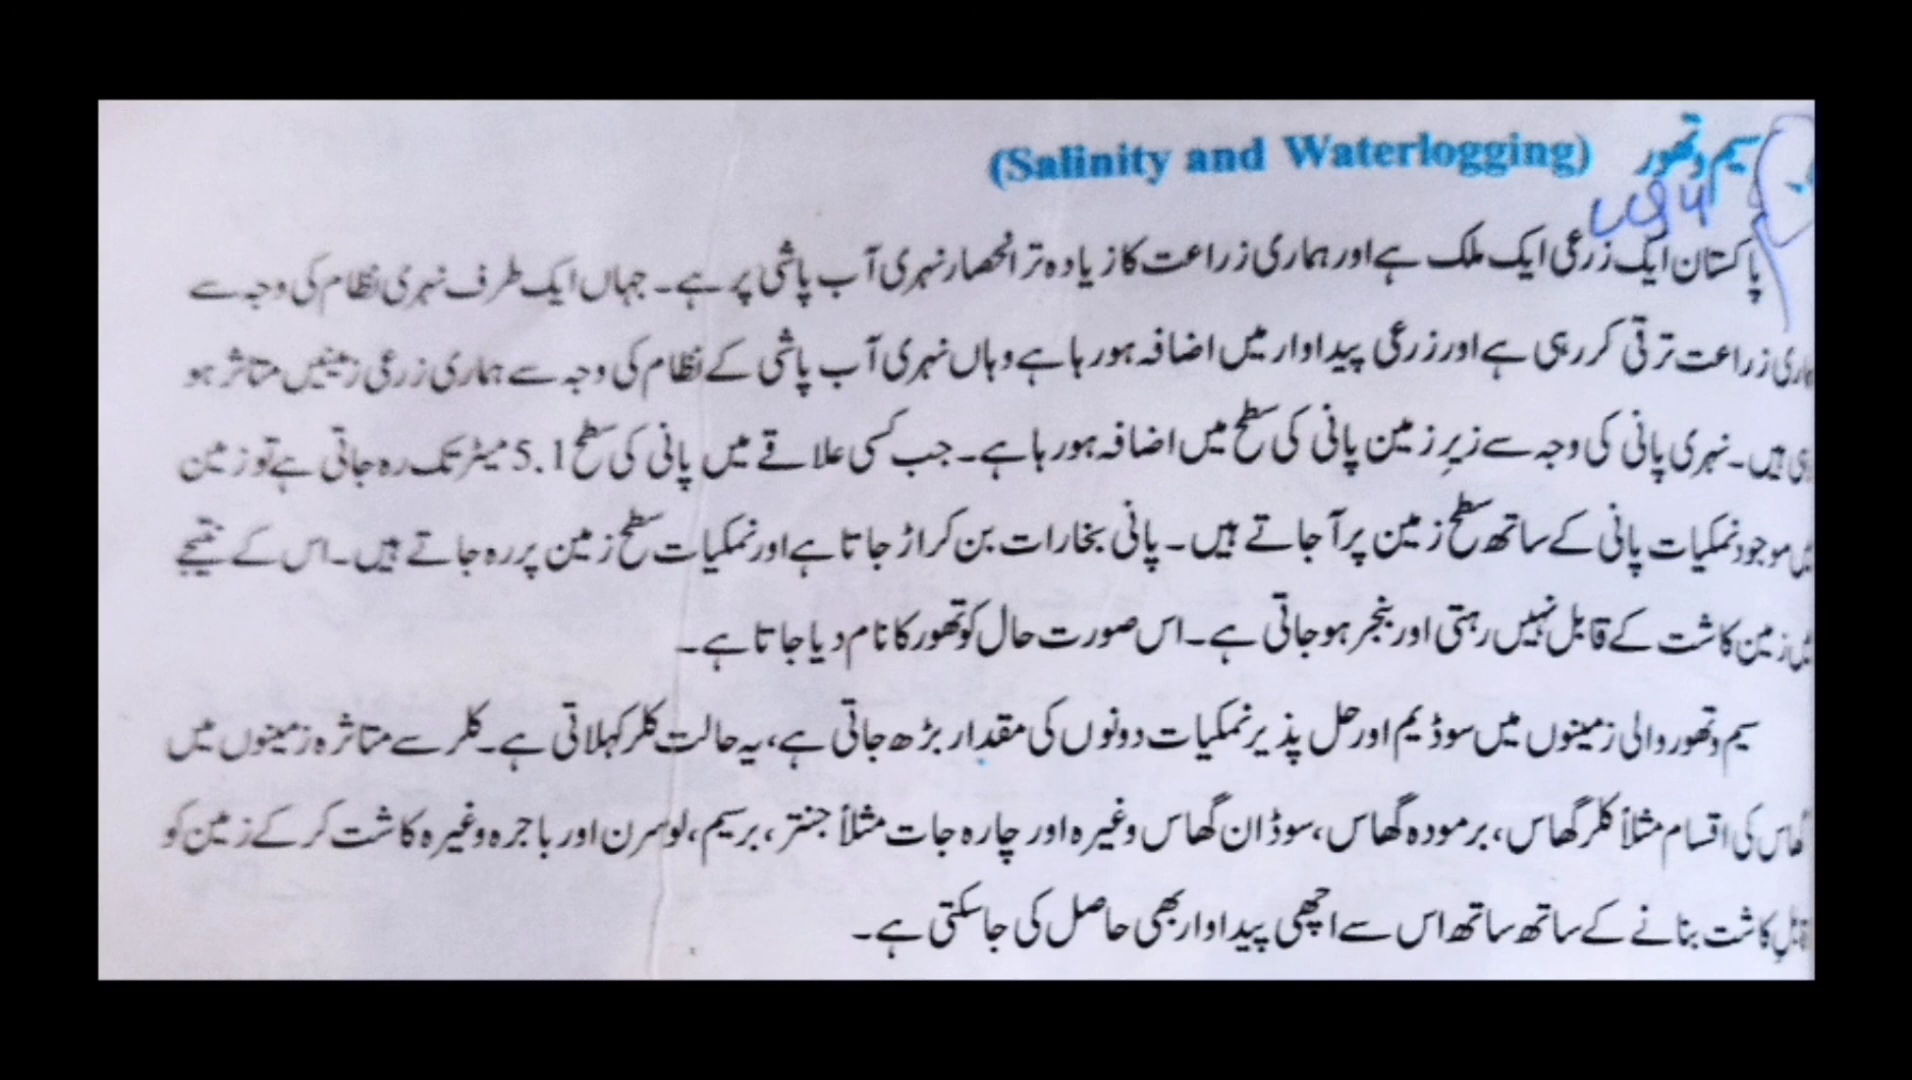 سیم و تھور (Salinity and Waterlogging)
پاکستان ایک زرعی ایک ملک ہے اور ہماری زراعت کا زیادہ تر انحصار نہری آب پاشی پر ہے۔ جہاں ایک طرف نہری نظام کی وجہ سے
ہماری زراعت ترقی کر رہی ہے اور زرعی پیداوار میں اضافہ ہو رہا ہے وہاں نہری آب پاشی کے نظام کی وجہ سے ہماری زرعی زمینیں متاثر ہو
رہی ہیں۔ نہری پانی کی وجہ سے زیرِ زمین پانی کی سطح میں اضافہ ہو رہا ہے۔ جب کسی علاقے میں پانی کی سطح 5.1 میٹر تک رہ جاتی ہے تو زمین
میں موجود نمکیات پانی کے ساتھ سطح زمین پر آ جاتے ہیں۔ پانی بخارات بن کر اڑ جاتا ہے اور نمکیات سطح زمین پر رہ جاتے ہیں۔ اس کے نتیجے
میں زمین کاشت کے قابل نہیں رہتی اور بنجر ہو جاتی ہے۔ اس صورت حال کو تھور کا نام دیا جاتا ہے۔
سیم و تھور والی زمینوں میں سوڈیم اور حل پذیر نمکیات دونوں کی مقدار بڑھ جاتی ہے، یہ حالت کلر کہلاتی ہے۔ کلر سے متاثرہ زمینوں میں
گھاس کی اقسام مثلاً کلر گھاس، برمودہ گھاس، سوڈان گھاس وغیرہ اور چارہ جات مثلاً جنتر، برسیم، لوسرن اور باجرہ وغیرہ کاشت کر کے زمین کو
قابلِ کاشت بنانے کے ساتھ ساتھ اس سے اچھی پیداوار بھی حاصل کی جا سکتی ہے۔